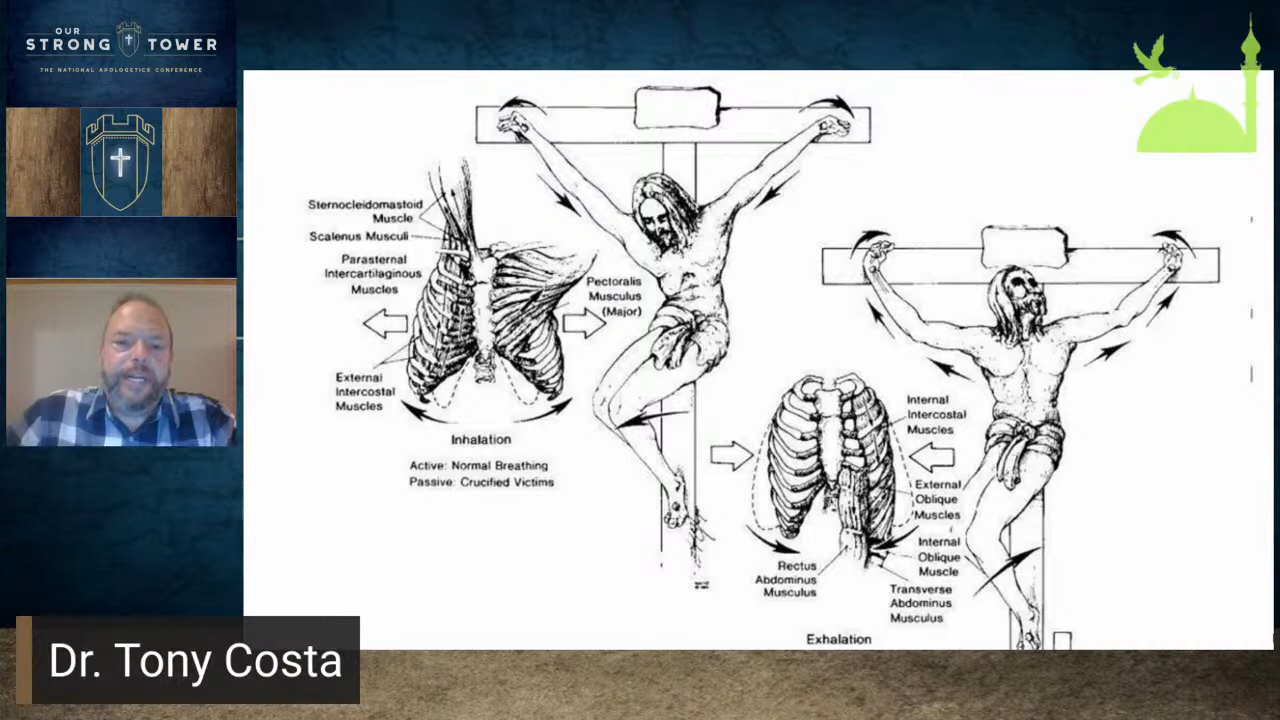 OUR
STRONG TOWER
THE NATIONAL APOLOGETICS CONFERENCE
Sternocleidomastoid
Muscle
Scalenus Musculi
Parasternal
Intercartilaginous
Muscles
Pectoralis
Musculus
(Major)
External
Intercostal
Muscles
Inhalation
Active: Normal Breathing
Passive: Crucified Victims
Internal
Intercostal
Muscles
External
Oblique
Muscles
Internal
Oblique
Muscle
Rectus
Abdominus
Musculus
Transverse
Abdominus
Musculus
Exhalation
Dr. Tony Costa